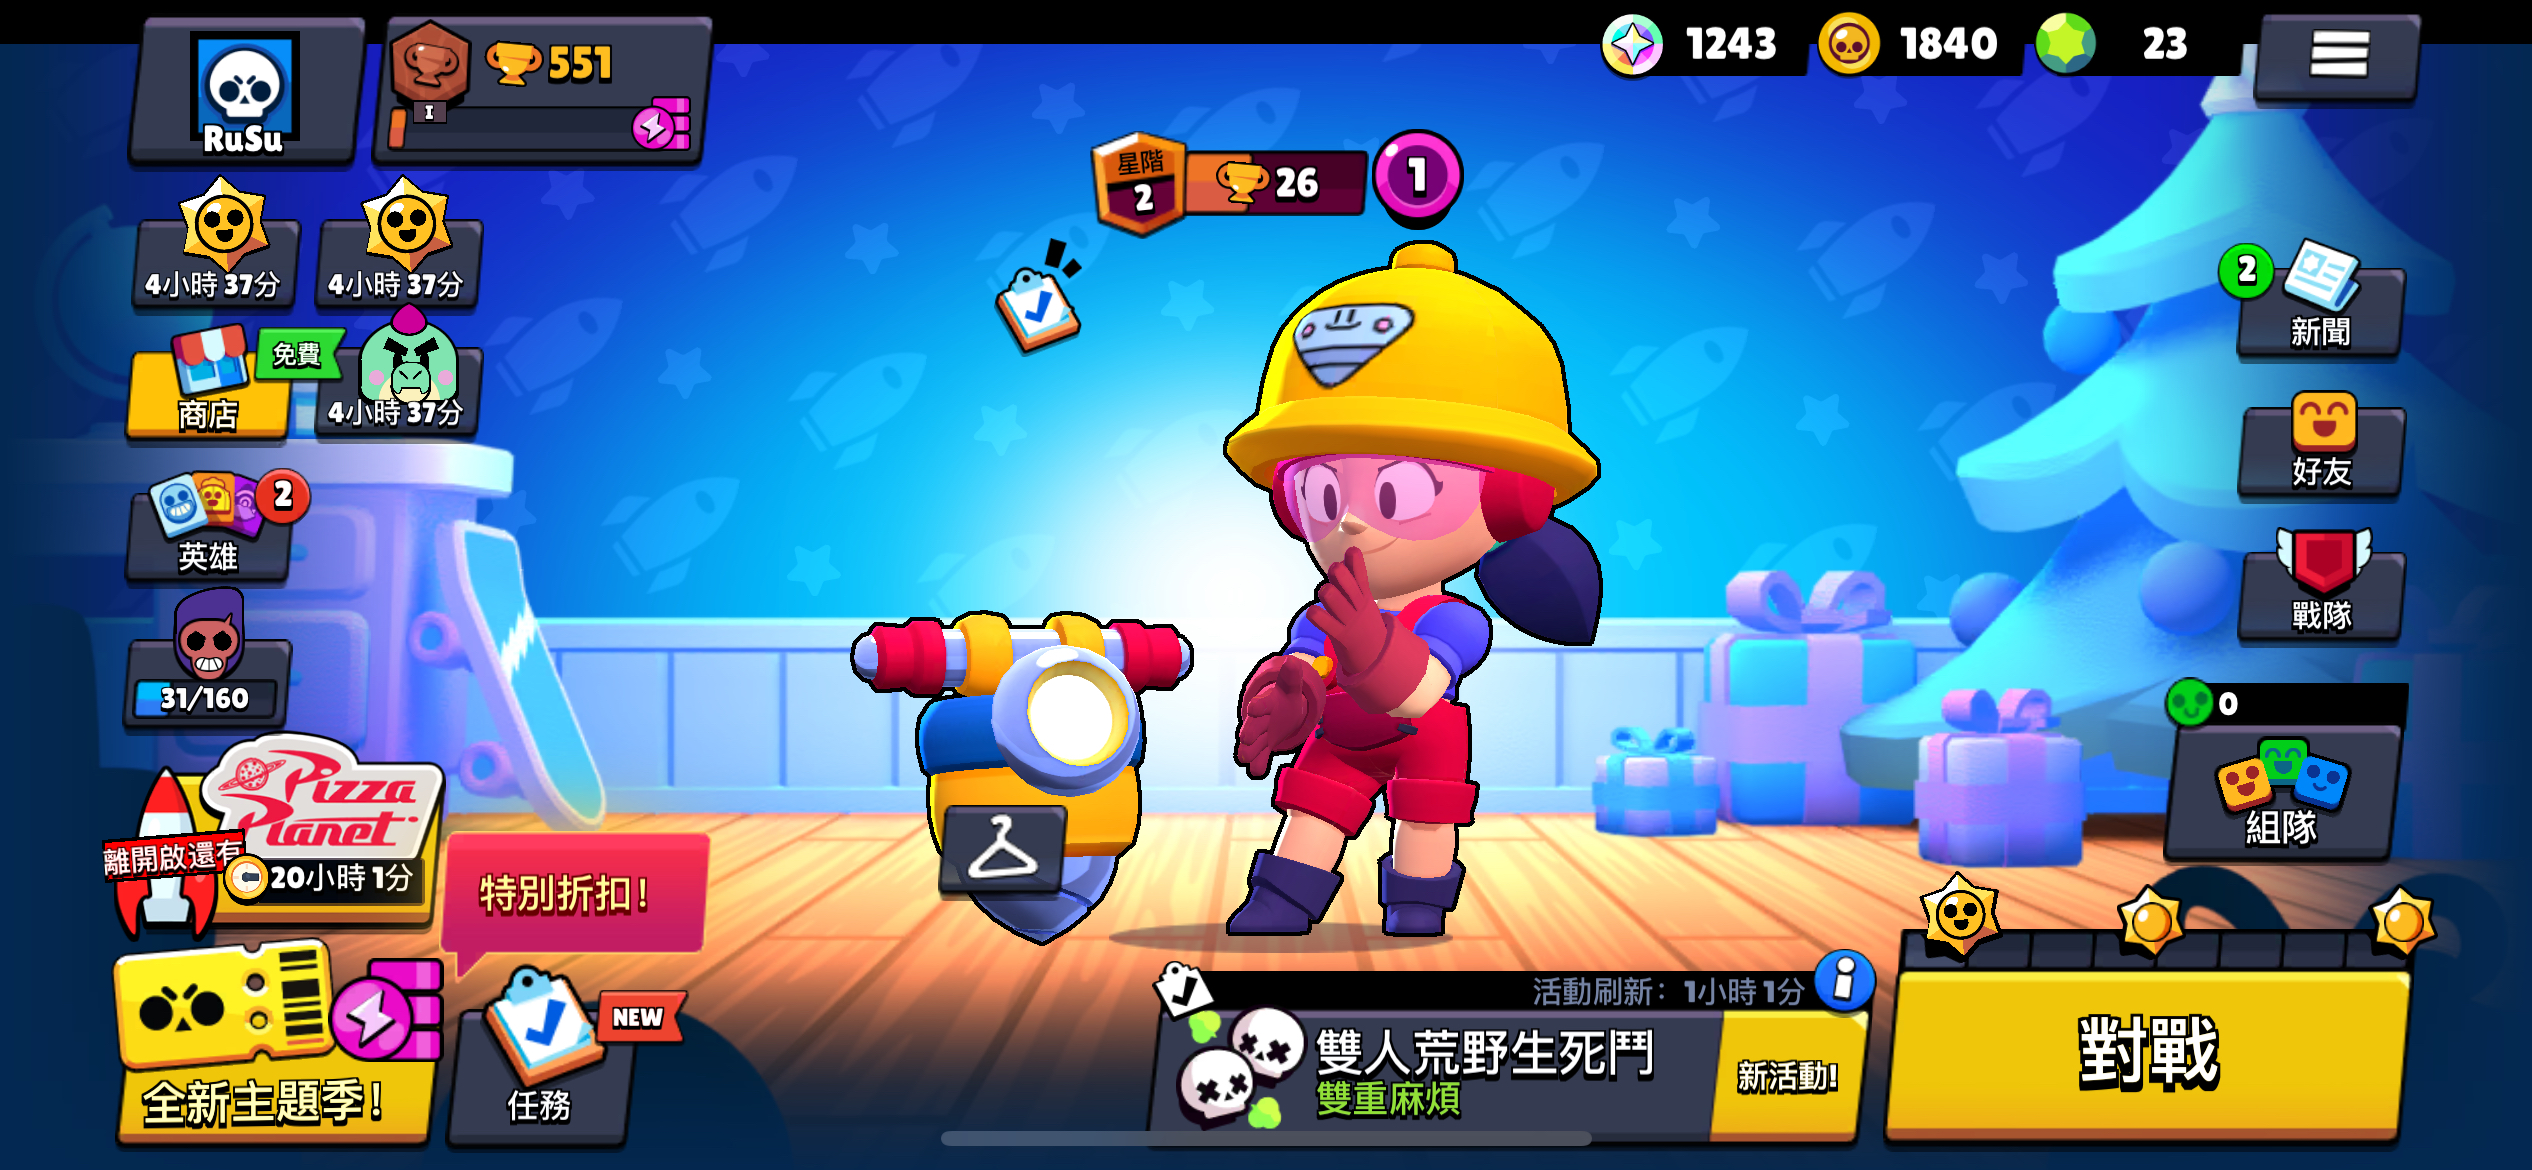 RuSu
I
551
1243
1840
23
星階
2
26
1
4小時 37分
4小時 37分
商店
免費
4小時 37分
英雄
2
31/160
Pizza
Planet
離開啟還有
20小時 1分
特別折扣！
全新主題季！
NEW
任務
2
新聞
好友
戰隊
0
組隊
活動刷新：1小時 1分
i
雙人荒野生死鬥
雙重麻煩
新活動!
對戰